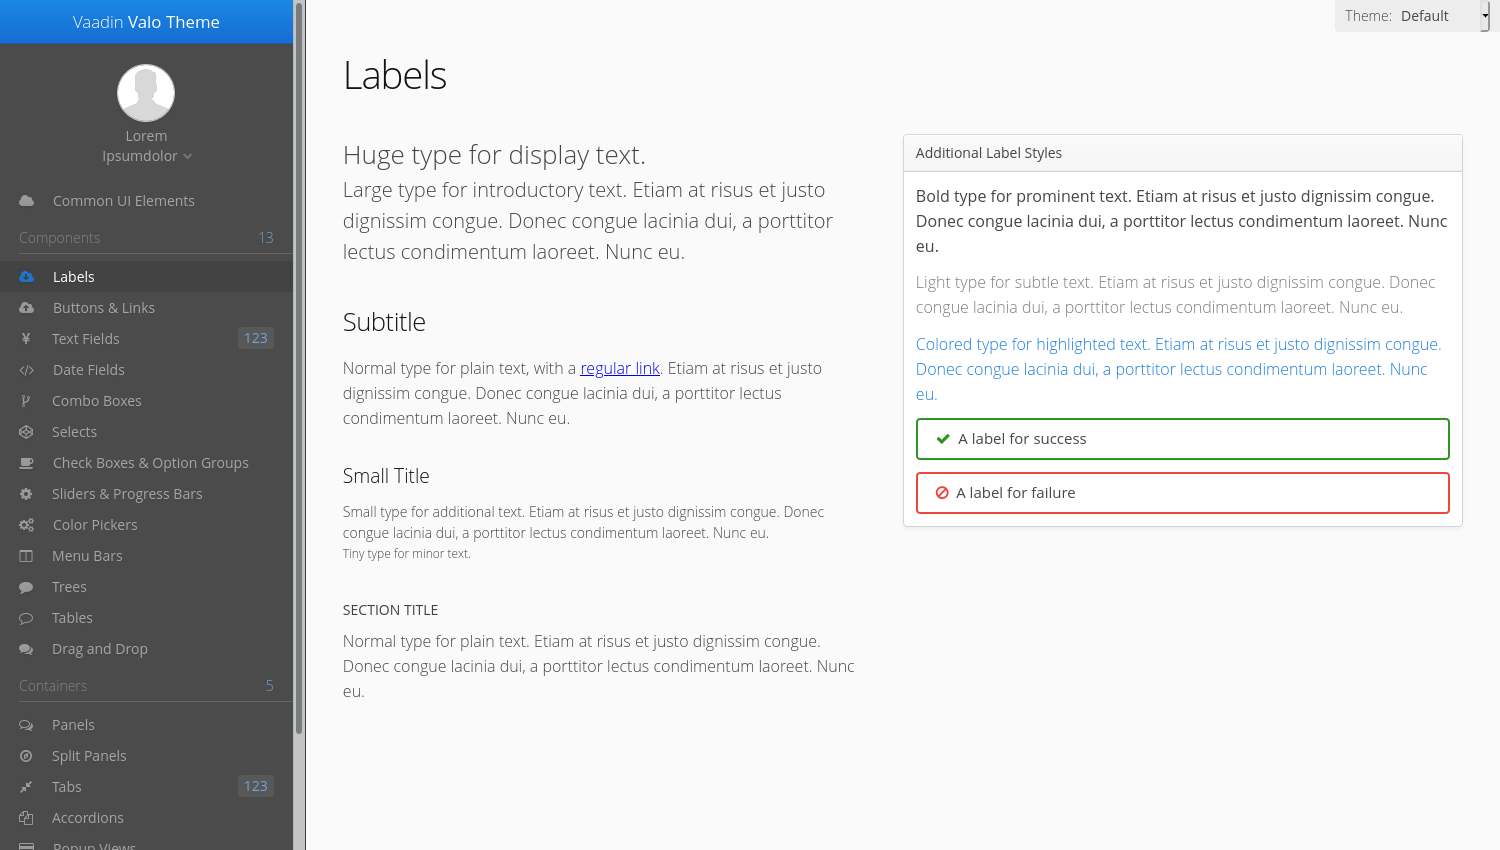 Vaadin Valo Theme
Lorem
Ipsumdolor
Common UI Elements
Components 13
Labels
Buttons & Links
Text Fields 123
Date Fields
Combo Boxes
Selects
Check Boxes & Option Groups
Sliders & Progress Bars
Color Pickers
Menu Bars
Trees
Tables
Drag and Drop
Containers 5
Panels
Split Panels
Tabs 123
Accordions
Popup Views
Theme: Default
Labels
Huge type for display text.
Large type for introductory text. Etiam at risus et justo
dignissim congue. Donec congue lacinia dui, a porttitor
lectus condimentum laoreet. Nunc eu.
Subtitle
Normal type for plain text, with a regular link. Etiam at risus et justo
dignissim congue. Donec congue lacinia dui, a porttitor lectus
condimentum laoreet. Nunc eu.
Small Title
Small type for additional text. Etiam at risus et justo dignissim congue. Donec
congue lacinia dui, a porttitor lectus condimentum laoreet. Nunc eu.
Tiny type for minor text.
SECTION TITLE
Normal type for plain text. Etiam at risus et justo dignissim congue.
Donec congue lacinia dui, a porttitor lectus condimentum laoreet. Nunc
eu.
Additional Label Styles
Bold type for prominent text. Etiam at risus et justo dignissim congue.
Donec congue lacinia dui, a porttitor lectus condimentum laoreet. Nunc
eu.
Light type for subtle text. Etiam at risus et justo dignissim congue. Donec
congue lacinia dui, a porttitor lectus condimentum laoreet. Nunc eu.
Colored type for highlighted text. Etiam at risus et justo dignissim congue.
Donec congue lacinia dui, a porttitor lectus condimentum laoreet. Nunc
eu.
A label for success
A label for failure